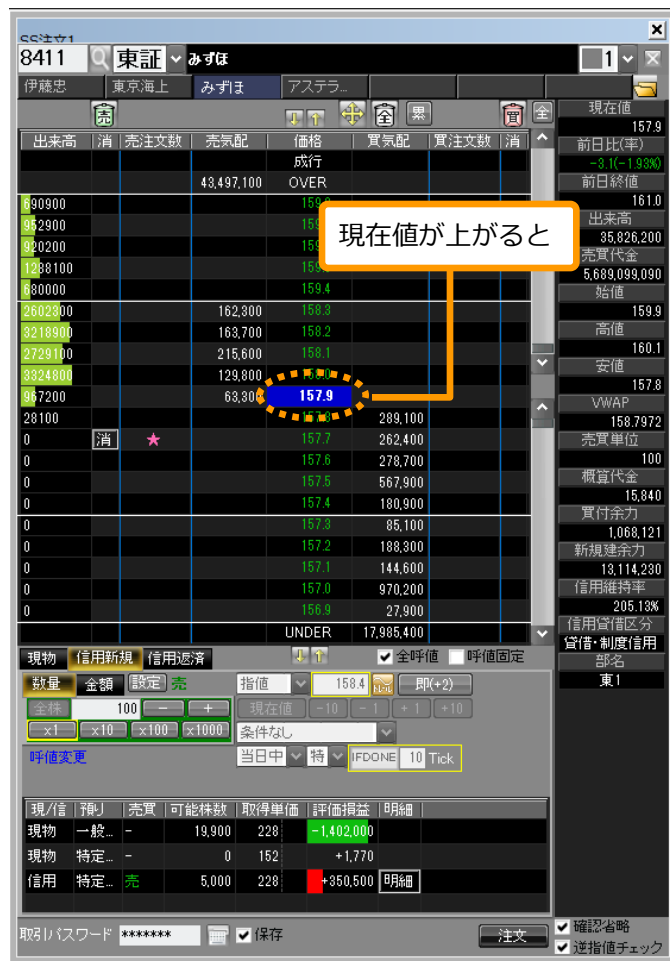 8411 東証 みずほ 1
伊藤忠 東京海上 みずほ アステラ…
売 全 累 買 全
出来高 消 売注文数 売気配 価格 買気配 買注文数 消
成行
43,497,100 OVER
690900
952900
920200
1288100
680000 159.4
2602300 162,300 158.3
3218900 163,700 158.2
2729100 215,600 158.1
3324800 129,800
967200 63,300 157.9
28100 289,100
0 消 ★ 157.7 262,400
0 157.6 278,700
0 157.5 567,900
0 157.4 180,900
0 157.3 85,100
0 157.2 188,300
0 157.1 144,600
0 157.0 970,200
0 156.9 27,900
UNDER 17,985,400
現在値が上がると
現在値
157.9
前日比(率)
-3.1(-1.93%)
前日終値
161.0
出来高
35,826,200
売買代金
5,689,099,090
始値
159.9
高値
160.1
安値
157.8
VWAP
158.7972
売買単位
100
概算代金
15,840
買付余力
1,068,121
新規建余力
13,114,230
信用維持率
205.13%
信用貸借区分
貸借・制度信用
部名
東1
現物 信用新規 信用返済 全呼値 呼値固定
数量 金額 設定 売 指値 158.4 即(+2)
全株 100 - + 現在値 -10 -1 +1 +10
x1 x10 x100 x1000 条件なし
呼値変更 当日中 特 IFDONE 10 Tick
現/信 預り 売買 可能株数 取得単価 評価損益 明細
現物 一般… - 19,900 228 -1,402,000
現物 特定… - 0 152 +1,770
信用 特定… 売 5,000 228 +350,500 明細
取引パスワード ******* 保存 注文
確認省略
逆指値チェック